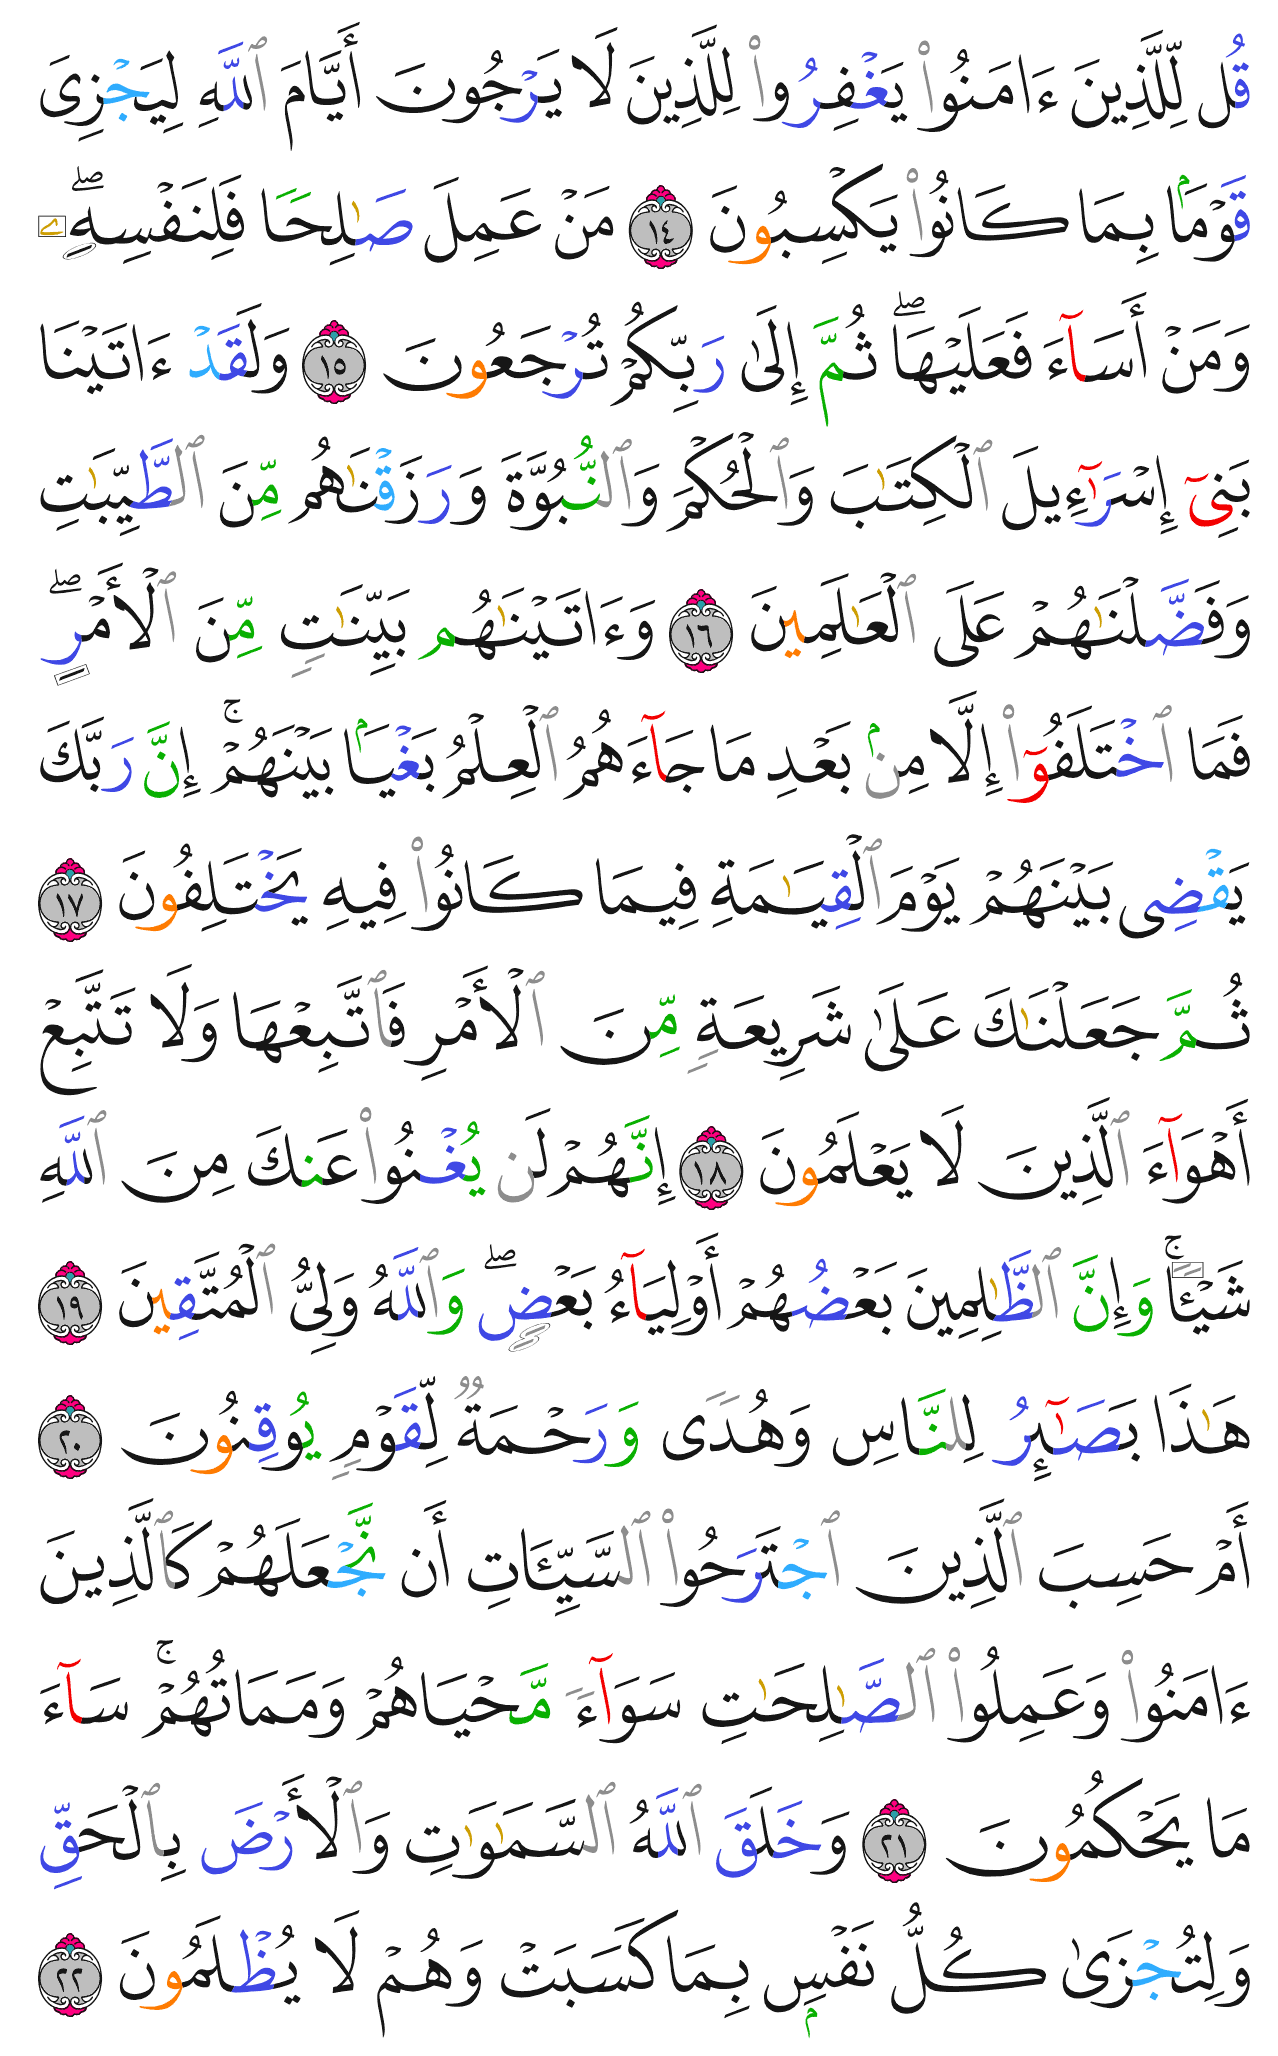 قُل لِّلَّذِينَ ءَامَنُوا۟ يَغْفِرُوا۟ لِلَّذِينَ لَا يَرْجُونَ أَيَّامَ ٱللَّهِ لِيَجْزِىَ
قَوْمًۢا بِمَا كَانُوا۟ يَكْسِبُونَ ١٤ مَنْ عَمِلَ صَـٰلِحًا فَلِنَفْسِهِۦ ۖ
وَمَنْ أَسَآءَ فَعَلَيْهَا ۖ ثُمَّ إِلَىٰ رَبِّكُمْ تُرْجَعُونَ ١٥ وَلَقَدْ ءَاتَيْنَا
بَنِىٓ إِسْرَٰٓءِيلَ ٱلْكِتَـٰبَ وَٱلْحُكْمَ وَٱلنُّبُوَّةَ وَرَزَقْنَـٰهُم مِّنَ ٱلطَّيِّبَـٰتِ
وَفَضَّلْنَـٰهُمْ عَلَى ٱلْعَـٰلَمِينَ ١٦ وَءَاتَيْنَـٰهُم بَيِّنَـٰتٍ مِّنَ ٱلْأَمْرِ ۖ
فَمَا ٱخْتَلَفُوٓا۟ إِلَّا مِنۢ بَعْدِ مَا جَآءَهُمُ ٱلْعِلْمُ بَغْيًۢا بَيْنَهُمْ ۚ إِنَّ رَبَّكَ
يَقْضِى بَيْنَهُمْ يَوْمَ ٱلْقِيَـٰمَةِ فِيمَا كَانُوا۟ فِيهِ يَخْتَلِفُونَ ١٧
ثُمَّ جَعَلْنَـٰكَ عَلَىٰ شَرِيعَةٍ مِّنَ ٱلْأَمْرِ فَٱتَّبِعْهَا وَلَا تَتَّبِعْ
أَهْوَآءَ ٱلَّذِينَ لَا يَعْلَمُونَ ١٨ إِنَّهُمْ لَن يُغْنُوا۟ عَنكَ مِنَ ٱللَّهِ
شَيْـًٔا ۚ وَإِنَّ ٱلظَّـٰلِمِينَ بَعْضُهُمْ أَوْلِيَآءُ بَعْضٍ ۖ وَٱللَّهُ وَلِىُّ ٱلْمُتَّقِينَ ١٩
هَـٰذَا بَصَـٰٓئِرُ لِلنَّاسِ وَهُدًى وَرَحْمَةٌ لِّقَوْمٍ يُوقِنُونَ ٢٠
أَمْ حَسِبَ ٱلَّذِينَ ٱجْتَرَحُوا۟ ٱلسَّيِّـَٔاتِ أَن نَّجْعَلَهُمْ كَٱلَّذِينَ
ءَامَنُوا۟ وَعَمِلُوا۟ ٱلصَّـٰلِحَـٰتِ سَوَآءً مَّحْيَاهُمْ وَمَمَاتُهُمْ ۚ سَآءَ
مَا يَحْكُمُونَ ٢١ وَخَلَقَ ٱللَّهُ ٱلسَّمَـٰوَٰتِ وَٱلْأَرْضَ بِٱلْحَقِّ
وَلِتُجْزَىٰ كُلُّ نَفْسٍۭ بِمَا كَسَبَتْ وَهُمْ لَا يُظْلَمُونَ ٢٢